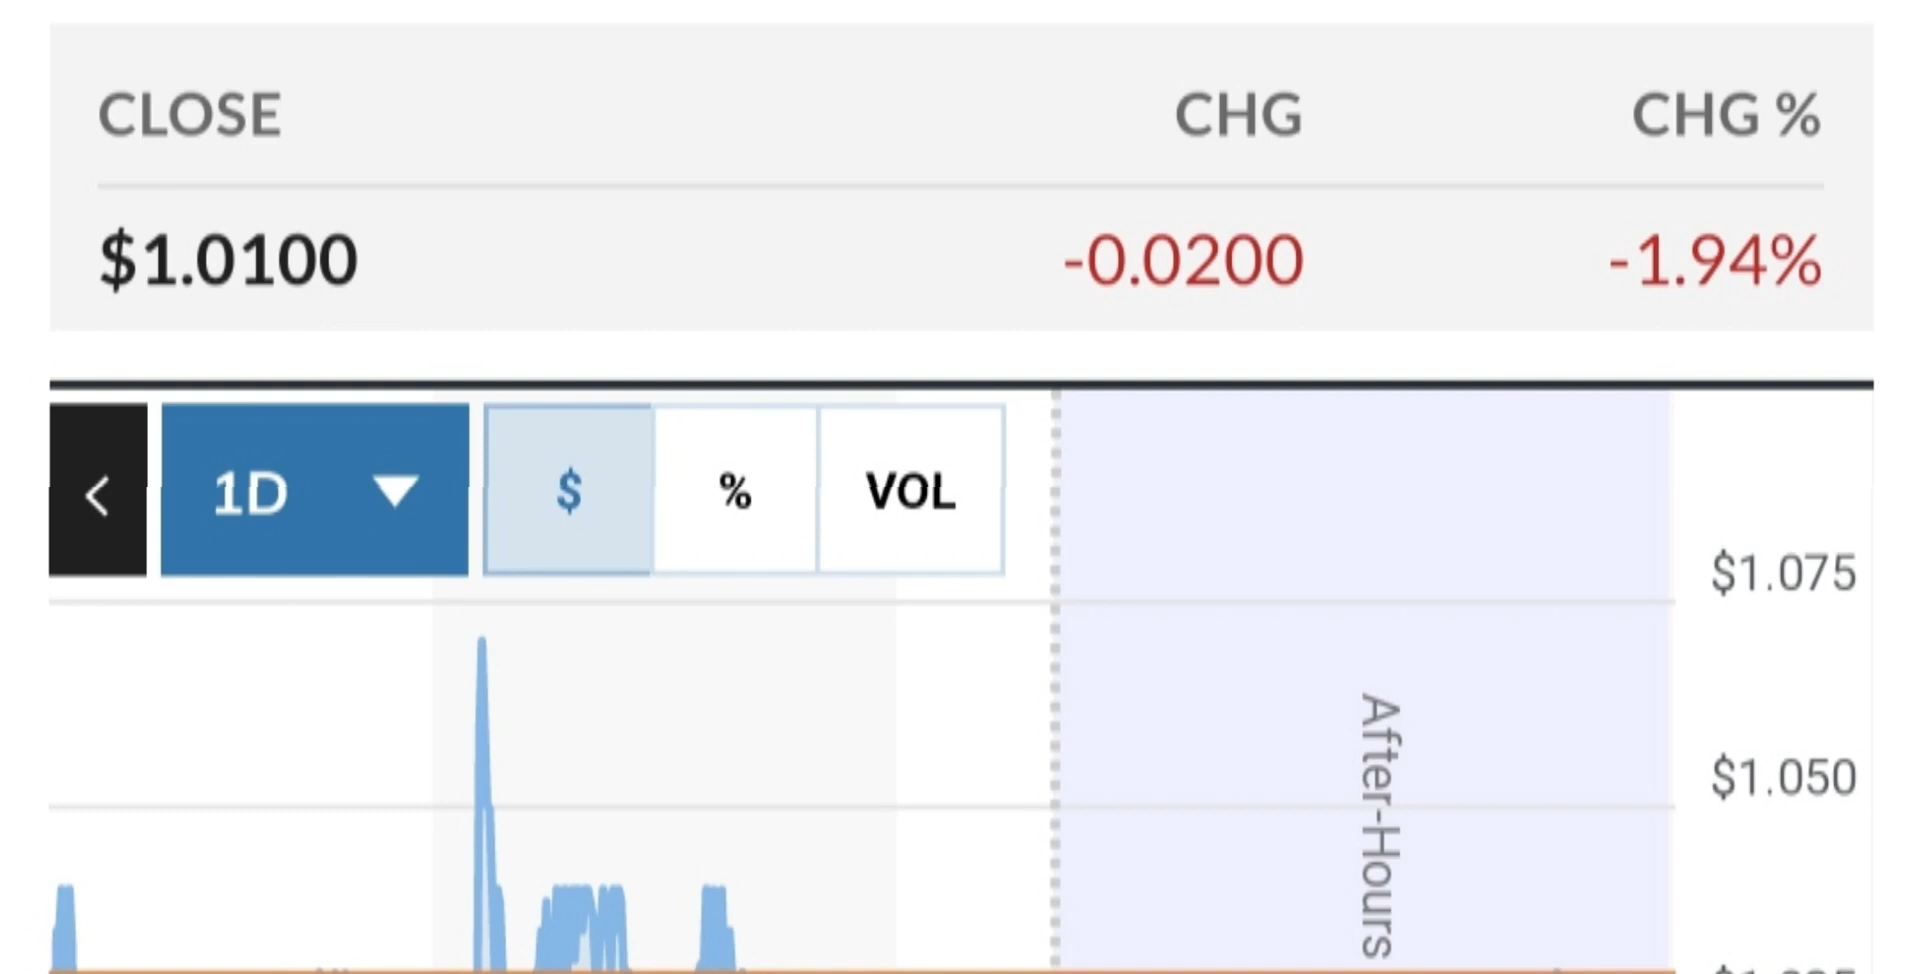 CLOSE CHG CHG %
$1.0100 -0.0200 -1.94%
1D $ % VOL
$1.075
After-Hours
$1.050